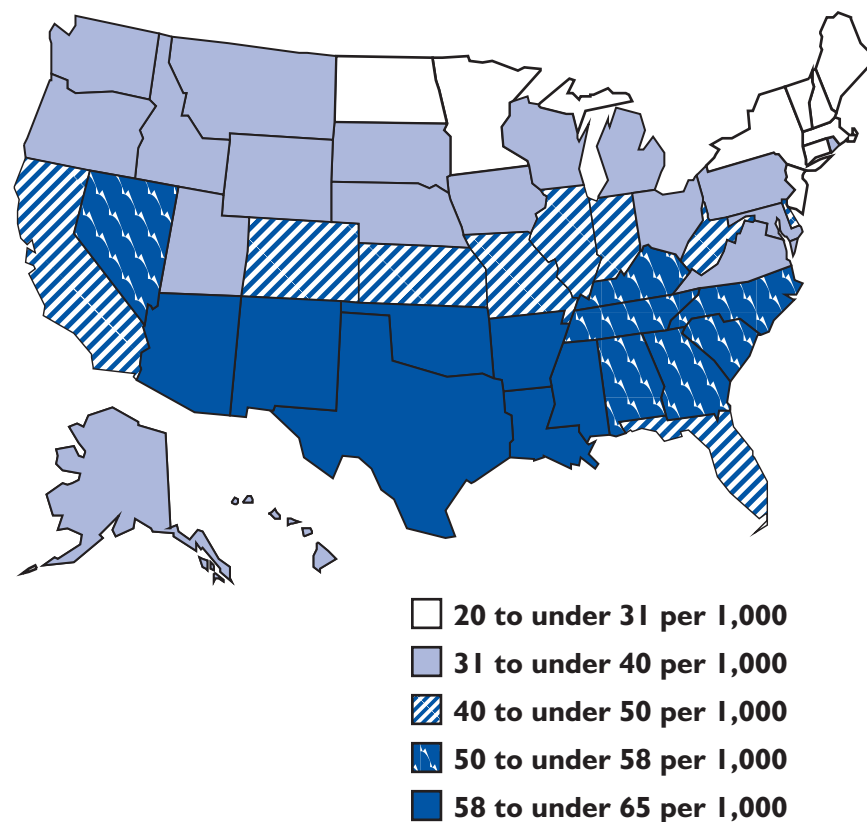 20 to under 31 per 1,000
31 to under 40 per 1,000
40 to under 50 per 1,000
50 to under 58 per 1,000
58 to under 65 per 1,000